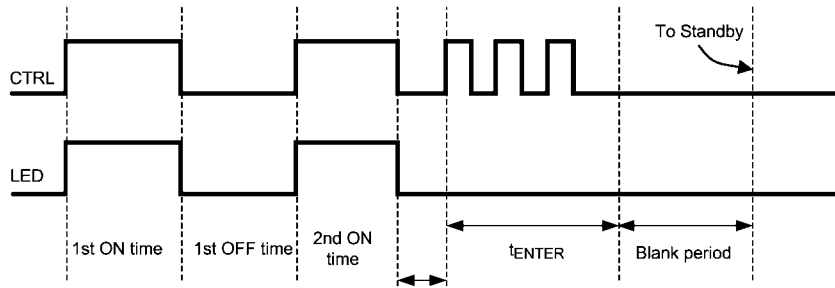 To Standby
CTRL
LED
1st ON time
1st OFF time
2nd ON
time
tENTER
Blank period